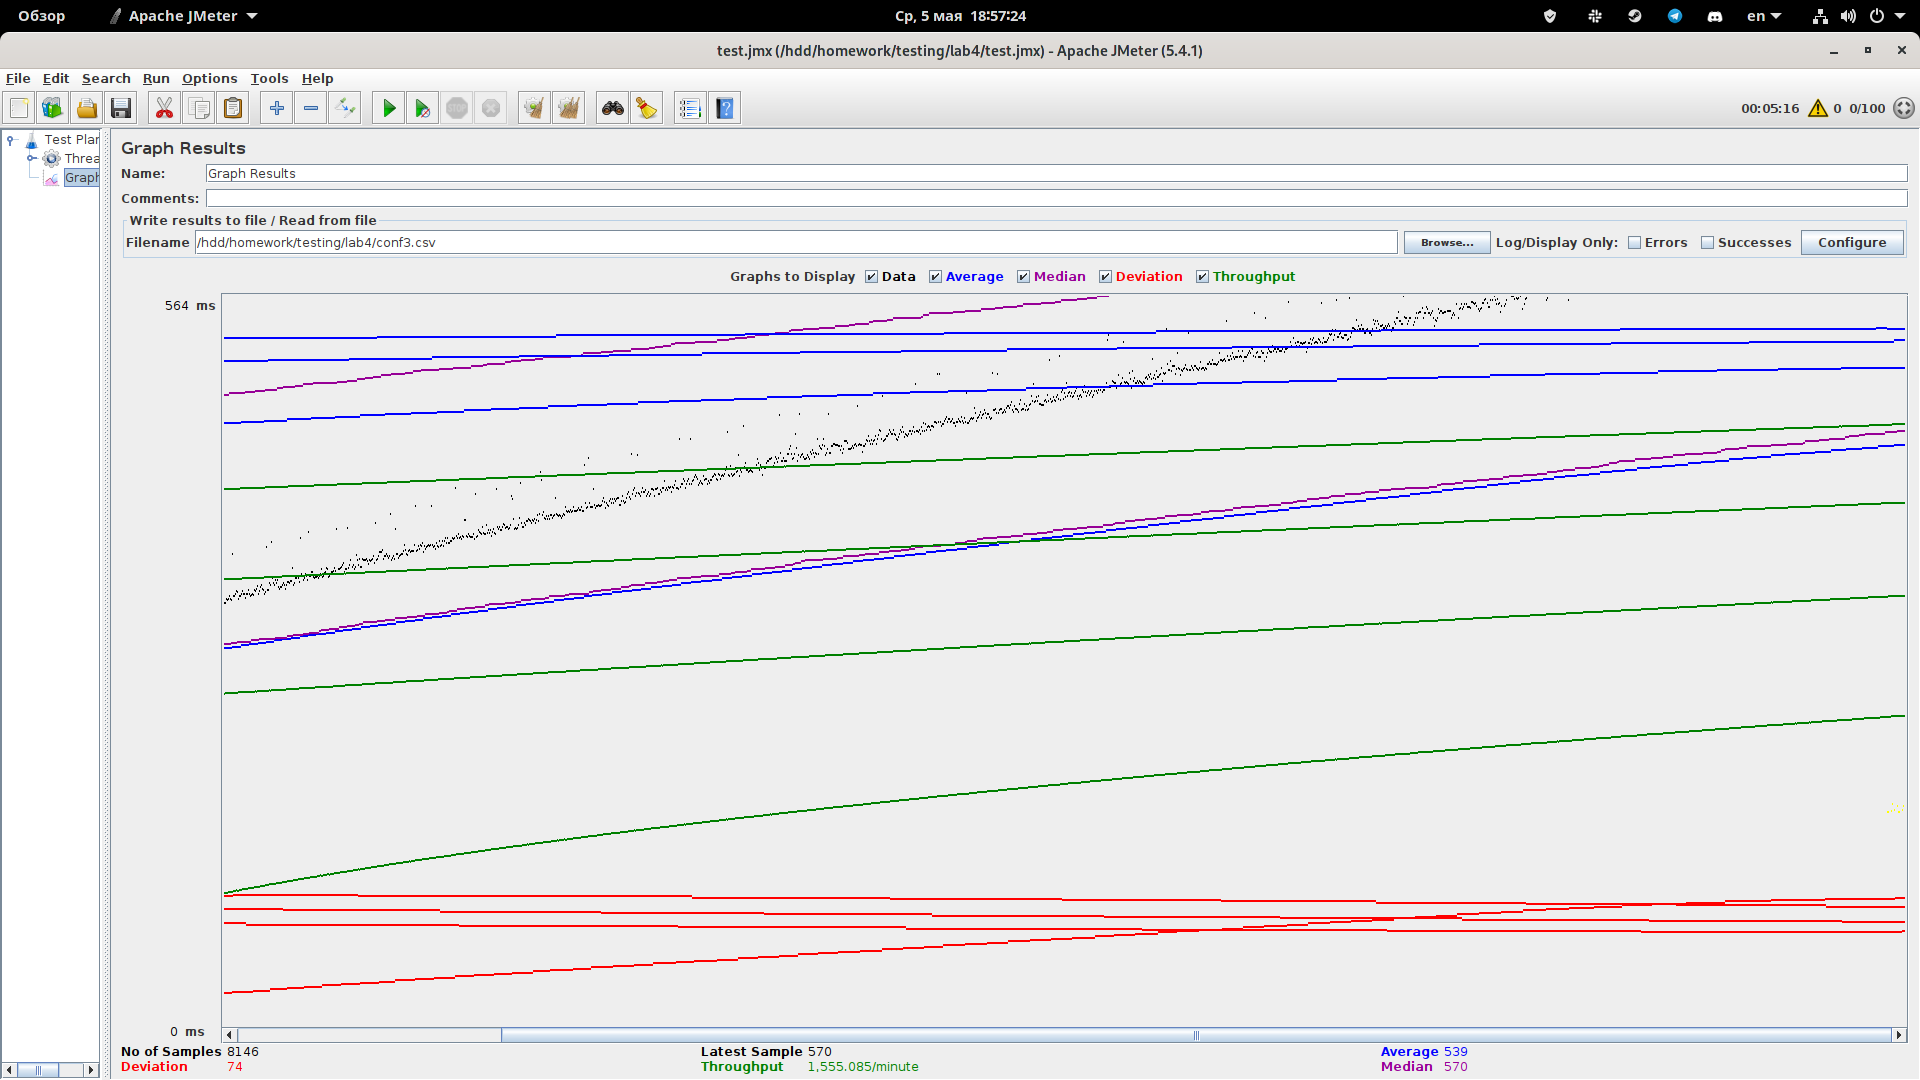 Обзор Apache JMeter Ср, 5 мая 18:57:24 en
test.jmx (/hdd/homework/testing/lab4/test.jmx) - Apache JMeter (5.4.1)
File Edit Search Run Options Tools Help
STOP 00:05:16 0 0/100
Test Plan
Threa
Graph
Graph Results
Name: Graph Results
Comments:
Write results to file / Read from file
Filename /hdd/homework/testing/lab4/conf3.csv Browse... Log/Display Only: Errors Successes Configure
Graphs to Display Data Average Median Deviation Throughput
564 ms
0 ms
No of Samples 8146 Latest Sample 570 Average 539
Deviation 74 Throughput 1,555.085/minute Median 570